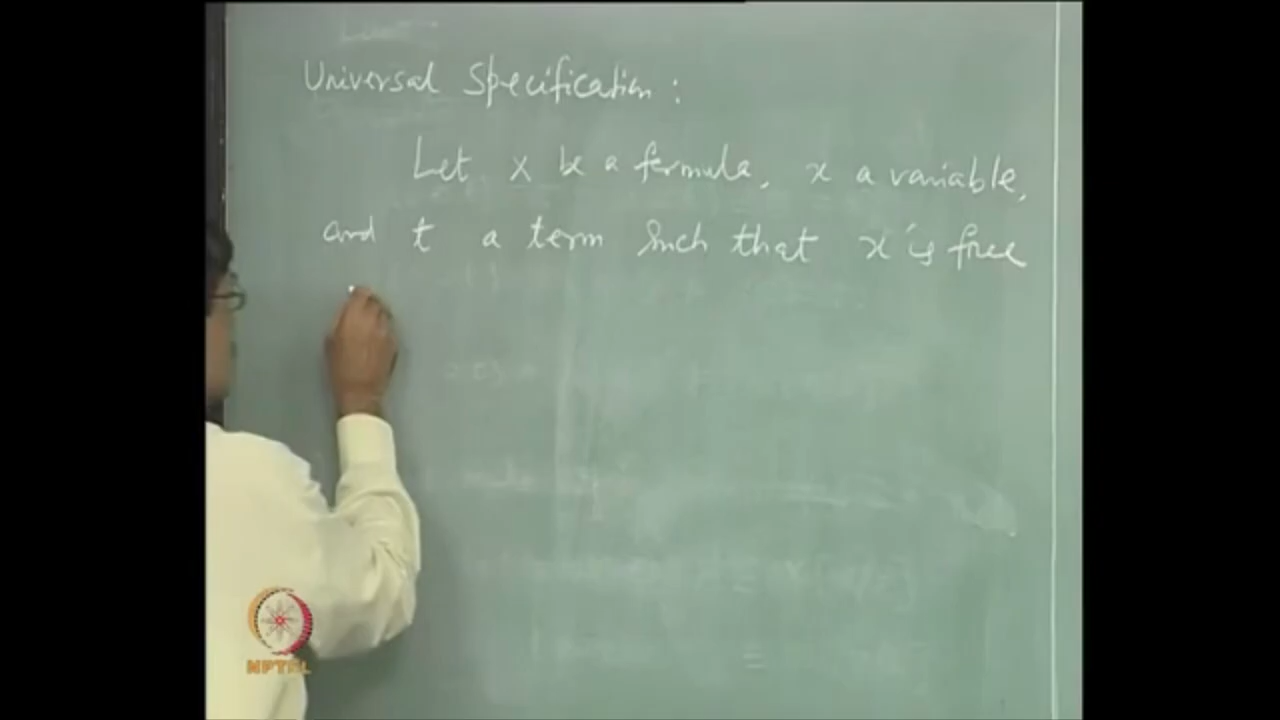 Universal Specification :
Let X be a formula, x a variable,
and t a term such that x is free
NPTEL